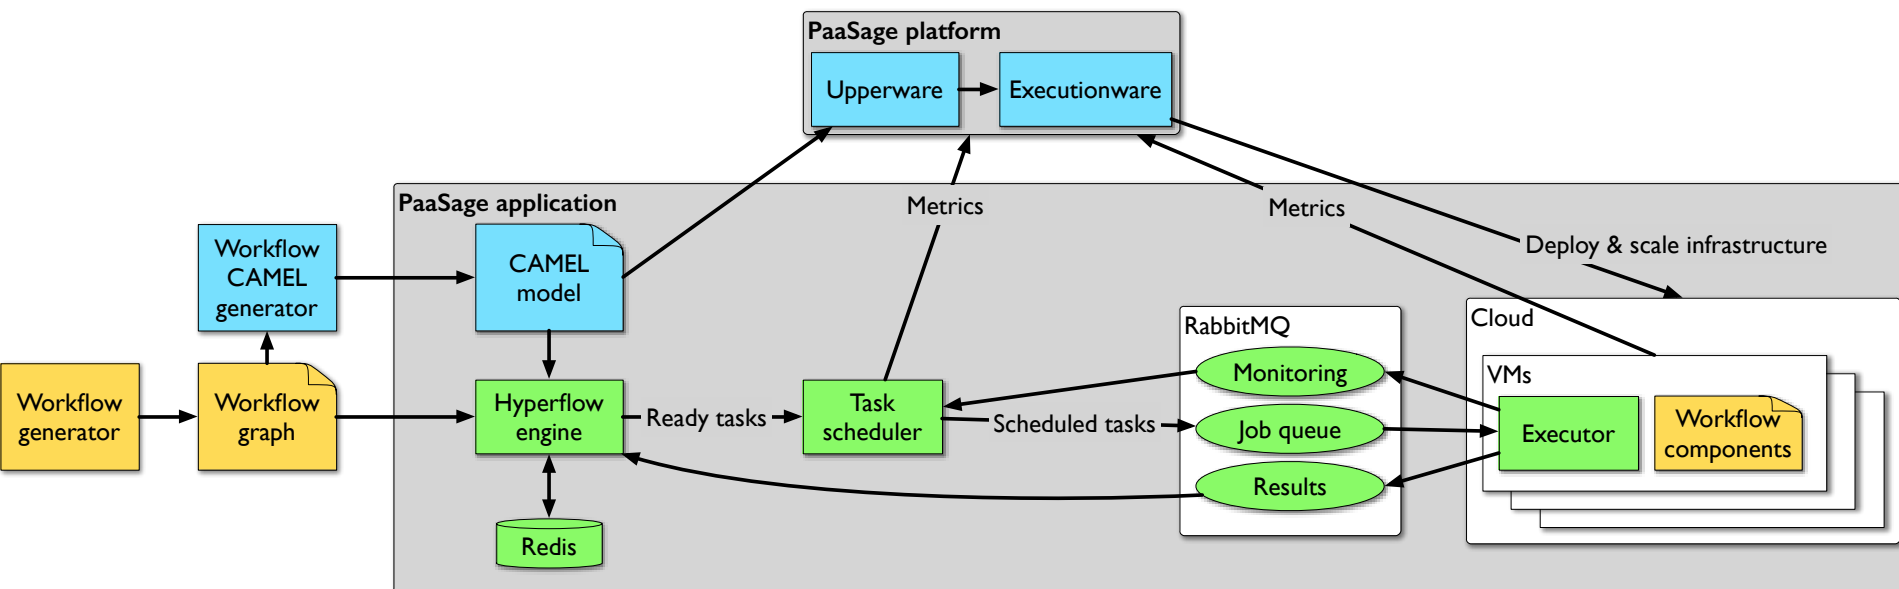 PaaSage platform
Upperware
Executionware
PaaSage application
Metrics
Metrics
Deploy & scale infrastructure
Workflow
CAMEL
generator
CAMEL
model
RabbitMQ
Cloud
Monitoring
VMs
Workflow
generator
Workflow
graph
Hyperflow
engine
Ready tasks
Task
scheduler
Scheduled tasks
Job queue
Executor
Workflow
components
Results
Redis